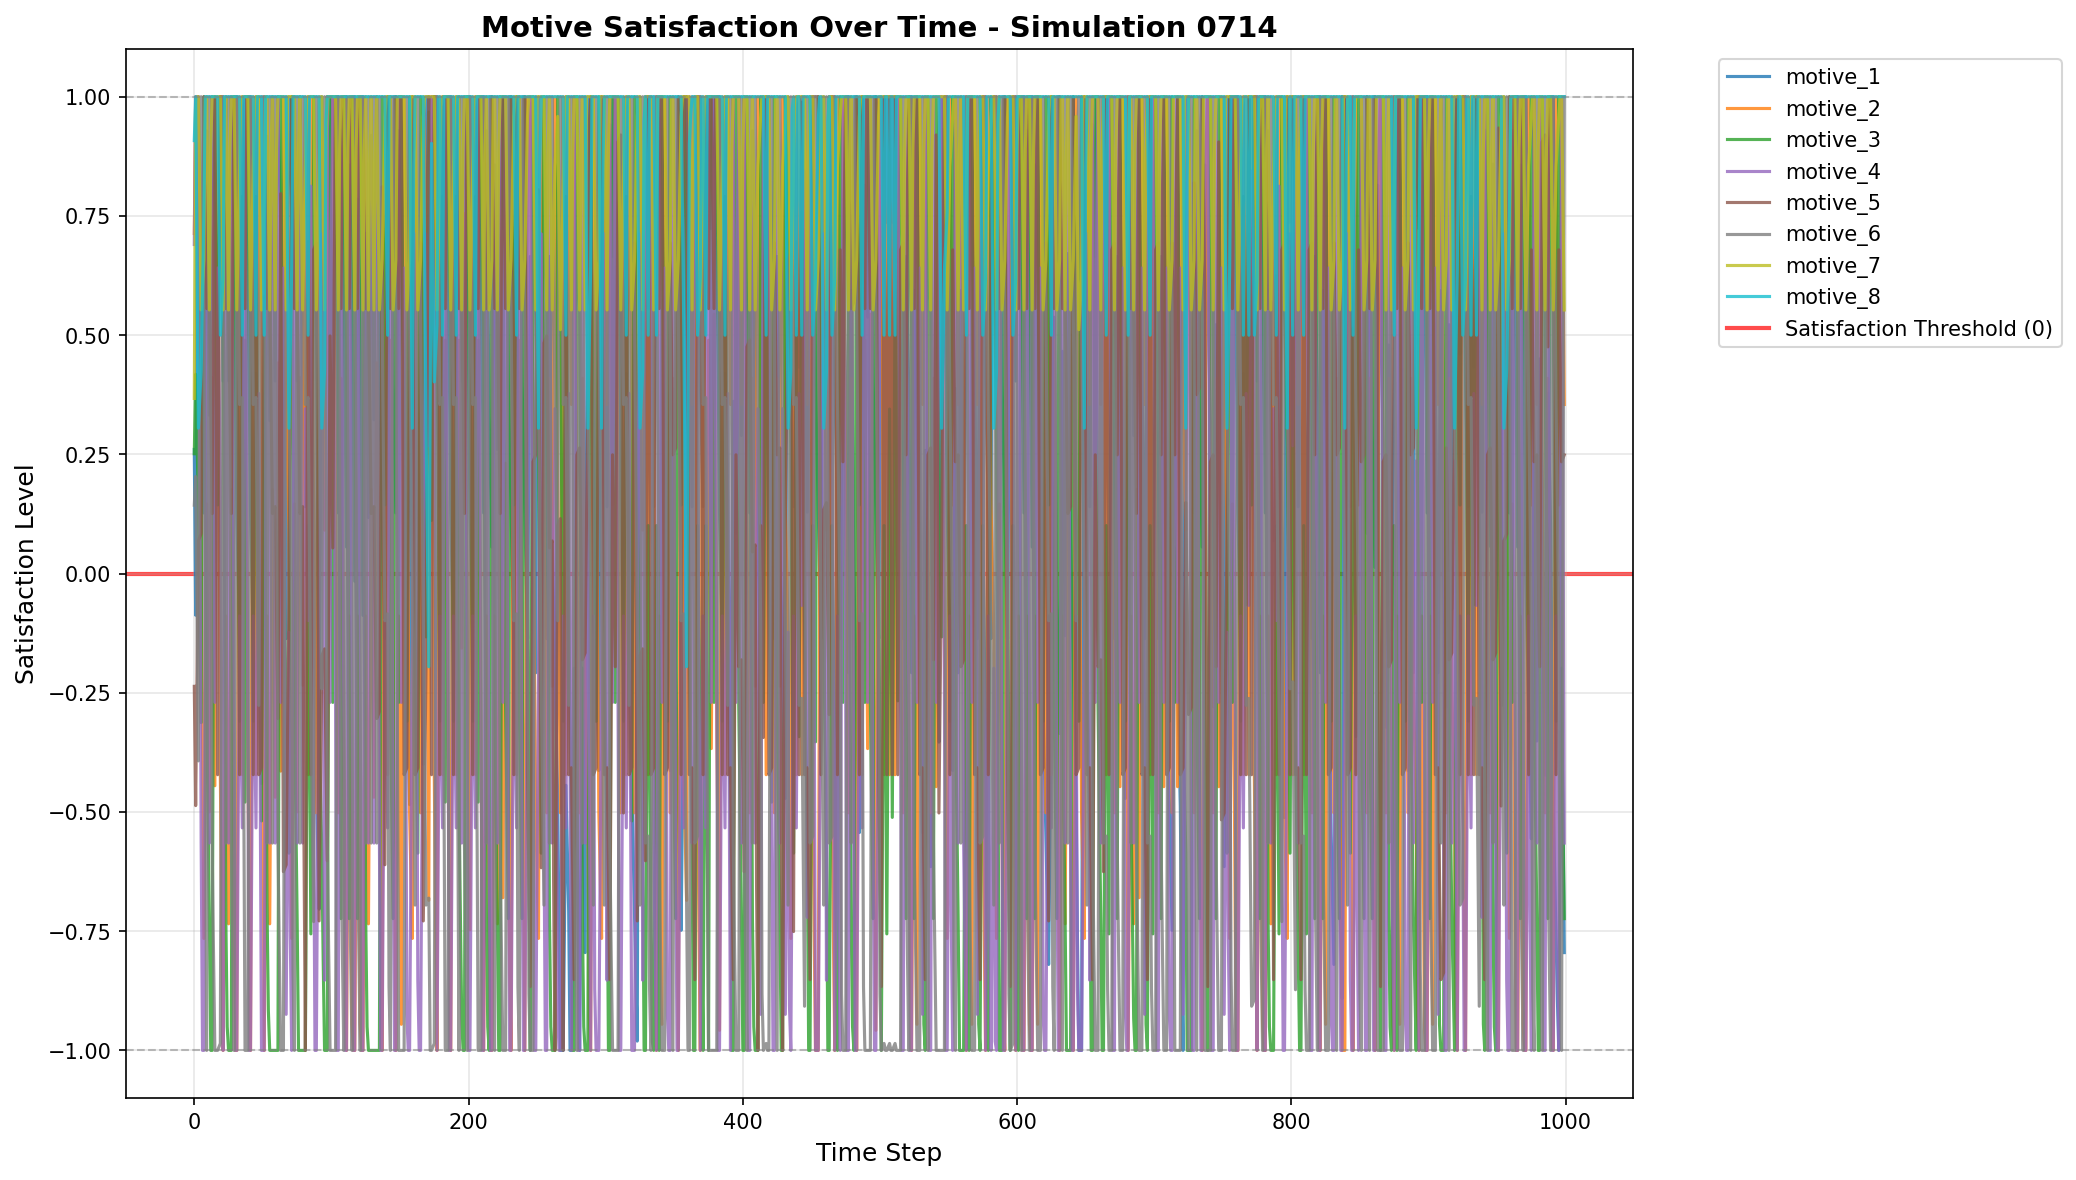 Motive Satisfaction Over Time - Simulation 0714
1.00
0.75
0.50
0.25
0.00
−0.25
−0.50
−0.75
−1.00
Satisfaction Level
0
200
400
600
800
1000
Time Step
motive_1
motive_2
motive_3
motive_4
motive_5
motive_6
motive_7
motive_8
Satisfaction Threshold (0)